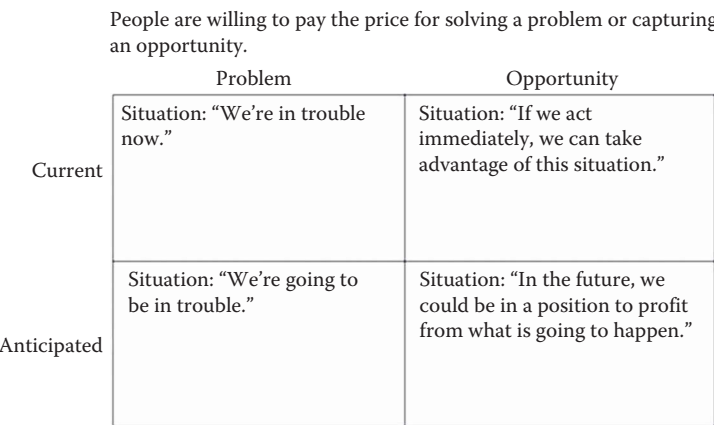 People are willing to pay the price for solving a problem or capturing
an opportunity.
Problem
Opportunity
Situation: “We’re in trouble
now.”
Situation: “If we act
immediately, we can take
advantage of this situation.”
Current
Situation: “We’re going to
be in trouble.”
Situation: “In the future, we
could be in a position to profit
from what is going to happen.”
Anticipated